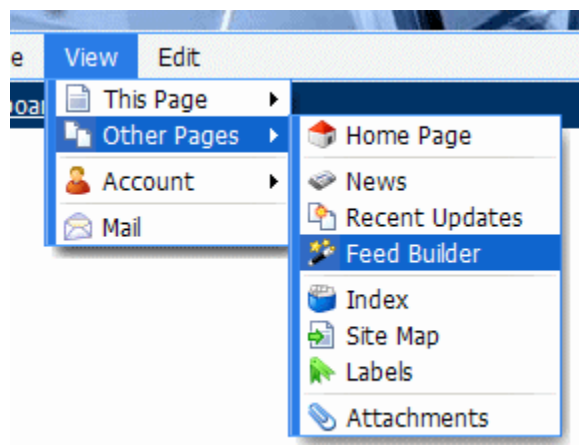 e View Edit
oar
This Page
Other Pages
Account
Mail
Home Page
News
Recent Updates
Feed Builder
Index
Site Map
Labels
Attachments